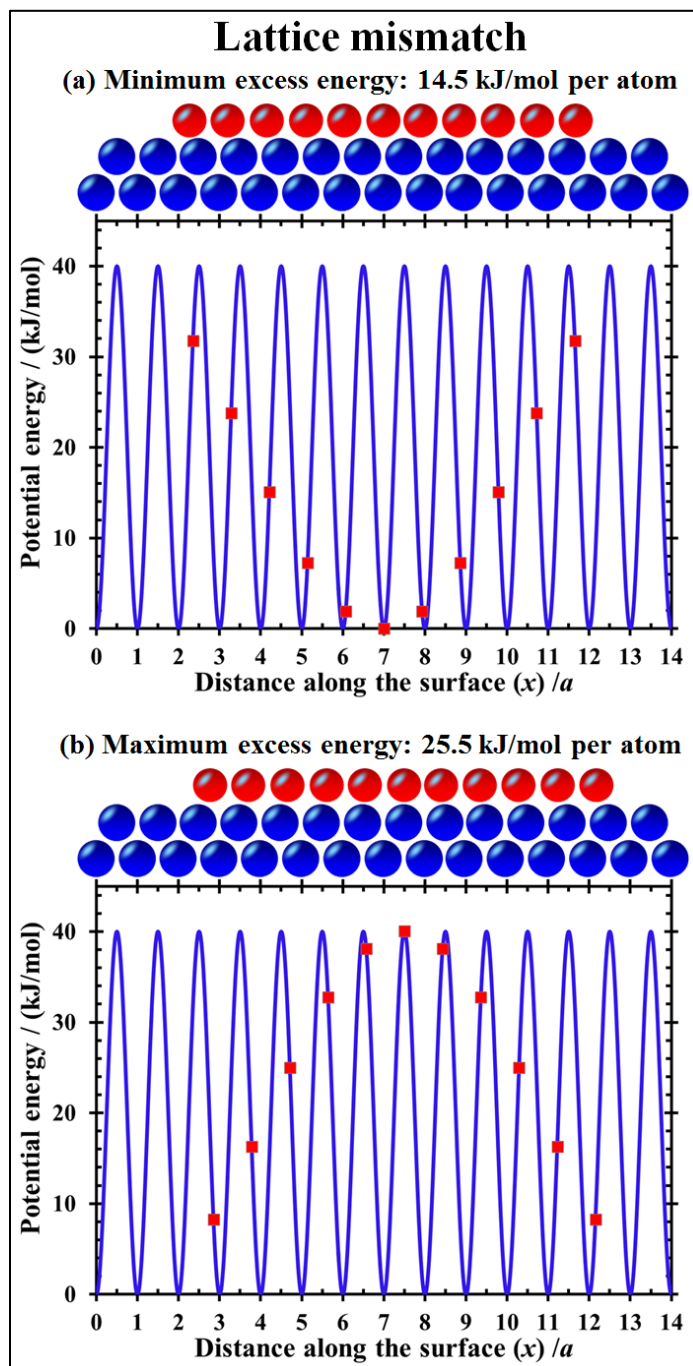 Lattice mismatch
(a) Minimum excess energy: 14.5 kJ/mol per atom
Potential energy / (kJ/mol)
40
30
20
10
0
0 1 2 3 4 5 6 7 8 9 10 11 12 13 14
Distance along the surface (x) /a
(b) Maximum excess energy: 25.5 kJ/mol per atom
Potential energy / (kJ/mol)
40
30
20
10
0
0 1 2 3 4 5 6 7 8 9 10 11 12 13 14
Distance along the surface (x) /a